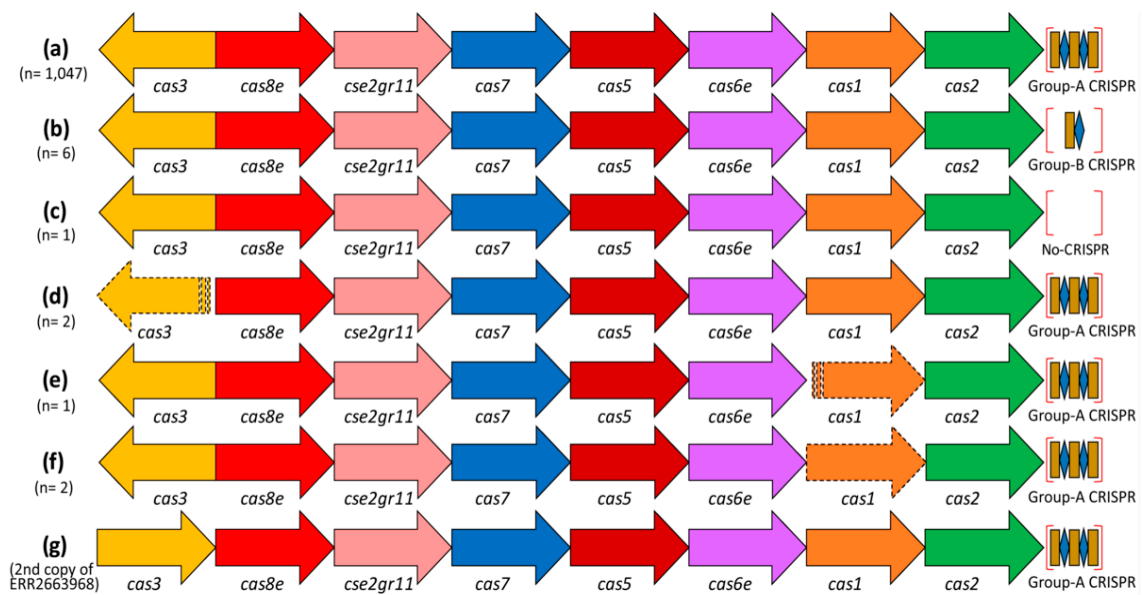 (a)
(n= 1,047)
cas3 cas8e cse2gr11 cas7 cas5 cas6e cas1 cas2 Group-A CRISPR
(b)
(n= 6)
cas3 cas8e cse2gr11 cas7 cas5 cas6e cas1 cas2 Group-B CRISPR
(c)
(n= 1)
cas3 cas8e cse2gr11 cas7 cas5 cas6e cas1 cas2 No-CRISPR
(d)
(n= 2)
cas3 cas8e cse2gr11 cas7 cas5 cas6e cas1 cas2 Group-A CRISPR
(e)
(n= 1)
cas3 cas8e cse2gr11 cas7 cas5 cas6e cas1 cas2 Group-A CRISPR
(f)
(n= 2)
cas3 cas8e cse2gr11 cas7 cas5 cas6e cas1 cas2 Group-A CRISPR
(g)
(2nd copy of
ERR2663968)
cas3 cas8e cse2gr11 cas7 cas5 cas6e cas1 cas2 Group-A CRISPR